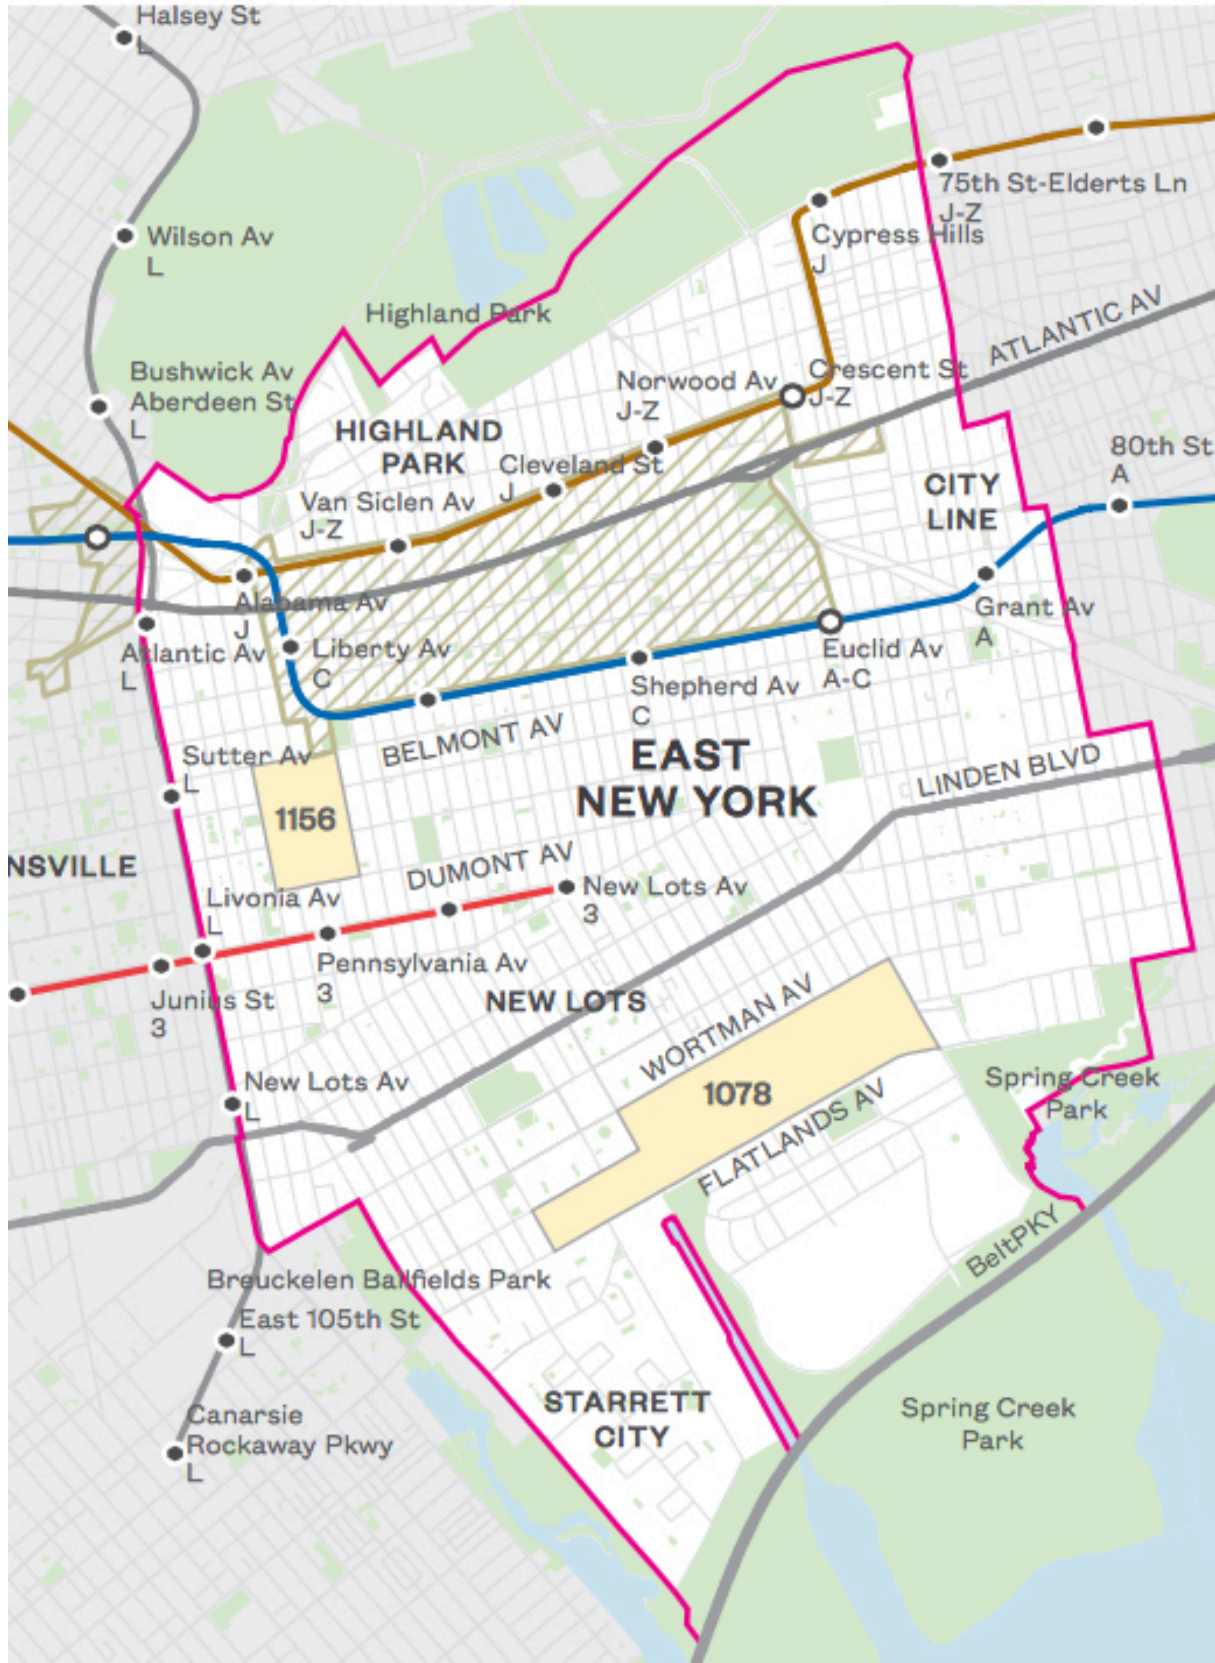 Halsey St
L
75th St-Elderts Ln
J-Z
Wilson Av
L
Cypress Hills
J
Highland Park
ATLANTIC AV
Bushwick Av
Aberdeen St
L
Norwood Av
J-Z
Crescent St
J-Z
HIGHLAND
PARK
Cleveland St
J
80th St
A
Van Siclen Av
J-Z
CITY
LINE
Alabama Av
J
Grant Av
A
Atlantic Av
L
Liberty Av
C
Euclid Av
A-C
Shepherd Av
C
BELMONT AV
Sutter Av
L
EAST
NEW YORK
LINDEN BLVD
1156
NSVILLE
DUMONT AV
Livonia Av
L
New Lots Av
3
Pennsylvania Av
3
Junius St
3
NEW LOTS
WORTMAN AV
New Lots Av
L
1078
Spring Creek
Park
FLATLANDS AV
BeltPKY
Breuckelen Ballfields Park
East 105th St
L
STARRETT
CITY
Spring Creek
Park
Canarsie
Rockaway Pkwy
L